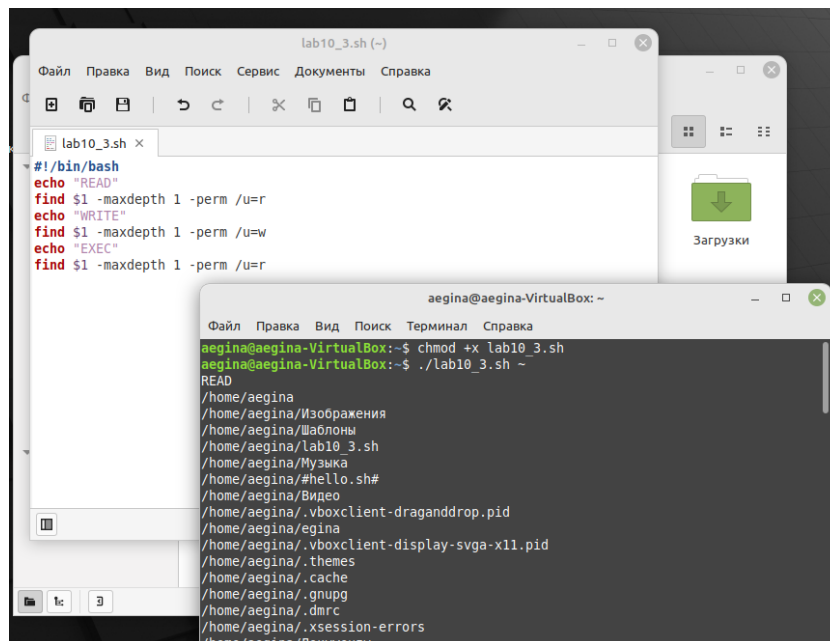 lab10_3.sh (~)
Файл Правка Вид Поиск Сервис Документы Справка
lab10_3.sh
#!/bin/bash
echo "READ"
find $1 -maxdepth 1 -perm /u=r
echo "WRITE"
find $1 -maxdepth 1 -perm /u=w
echo "EXEC"
find $1 -maxdepth 1 -perm /u=r
Загрузки
aegina@aegina-VirtualBox: ~
Файл Правка Вид Поиск Терминал Справка
aegina@aegina-VirtualBox:~$ chmod +x lab10_3.sh
aegina@aegina-VirtualBox:~$ ./lab10_3.sh ~
READ
/home/aegina
/home/aegina/Изображения
/home/aegina/Шаблоны
/home/aegina/lab10_3.sh
/home/aegina/Музыка
/home/aegina/#hello.sh#
/home/aegina/Видео
/home/aegina/.vboxclient-draganddrop.pid
/home/aegina/egina
/home/aegina/.vboxclient-display-svga-x11.pid
/home/aegina/.themes
/home/aegina/.cache
/home/aegina/.gnupg
/home/aegina/.dmrc
/home/aegina/.xsession-errors